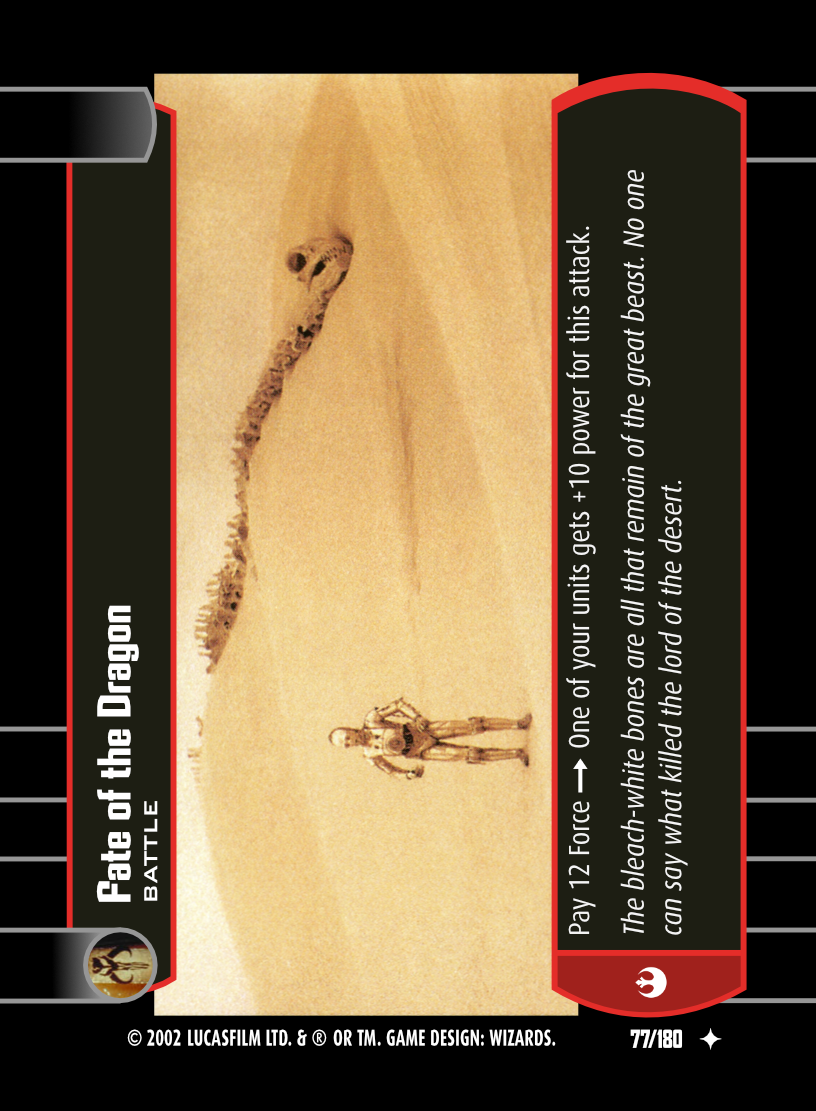 Fate of the Dragon
BATTLE
Pay 12 Force → One of your units gets +10 power for this attack.
The bleach-white bones are all that remain of the great beast. No one
can say what killed the lord of the desert.
© 2002 LUCASFILM LTD. & ® OR TM. GAME DESIGN: WIZARDS.
77/180